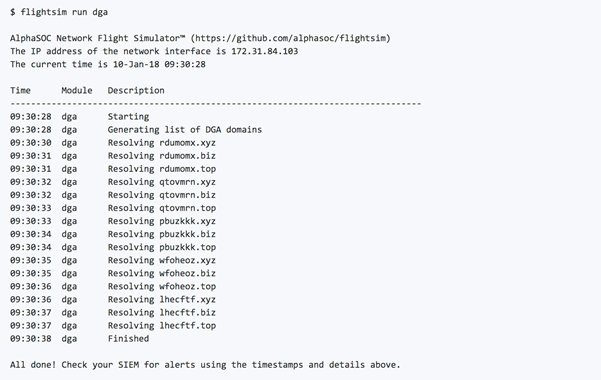 $ flightsim run dga
AlphaSOC Network Flight Simulator™ (https://github.com/alphasoc/flightsim)
The IP address of the network interface is 172.31.84.103
The current time is 10-Jan-18 09:30:28
Time Module Description
--------------------------------------------------------------------------------
09:30:28 dga Starting
09:30:28 dga Generating list of DGA domains
09:30:30 dga Resolving rdumomx.xyz
09:30:31 dga Resolving rdumomx.biz
09:30:31 dga Resolving rdumomx.top
09:30:32 dga Resolving qtovmrn.xyz
09:30:32 dga Resolving qtovmrn.biz
09:30:33 dga Resolving qtovmrn.top
09:30:33 dga Resolving pbuzkkk.xyz
09:30:34 dga Resolving pbuzkkk.biz
09:30:34 dga Resolving pbuzkkk.top
09:30:35 dga Resolving wfoheoz.xyz
09:30:35 dga Resolving wfoheoz.biz
09:30:36 dga Resolving wfoheoz.top
09:30:36 dga Resolving lhecftf.xyz
09:30:37 dga Resolving lhecftf.biz
09:30:37 dga Resolving lhecftf.top
09:30:38 dga Finished
All done! Check your SIEM for alerts using the timestamps and details above.